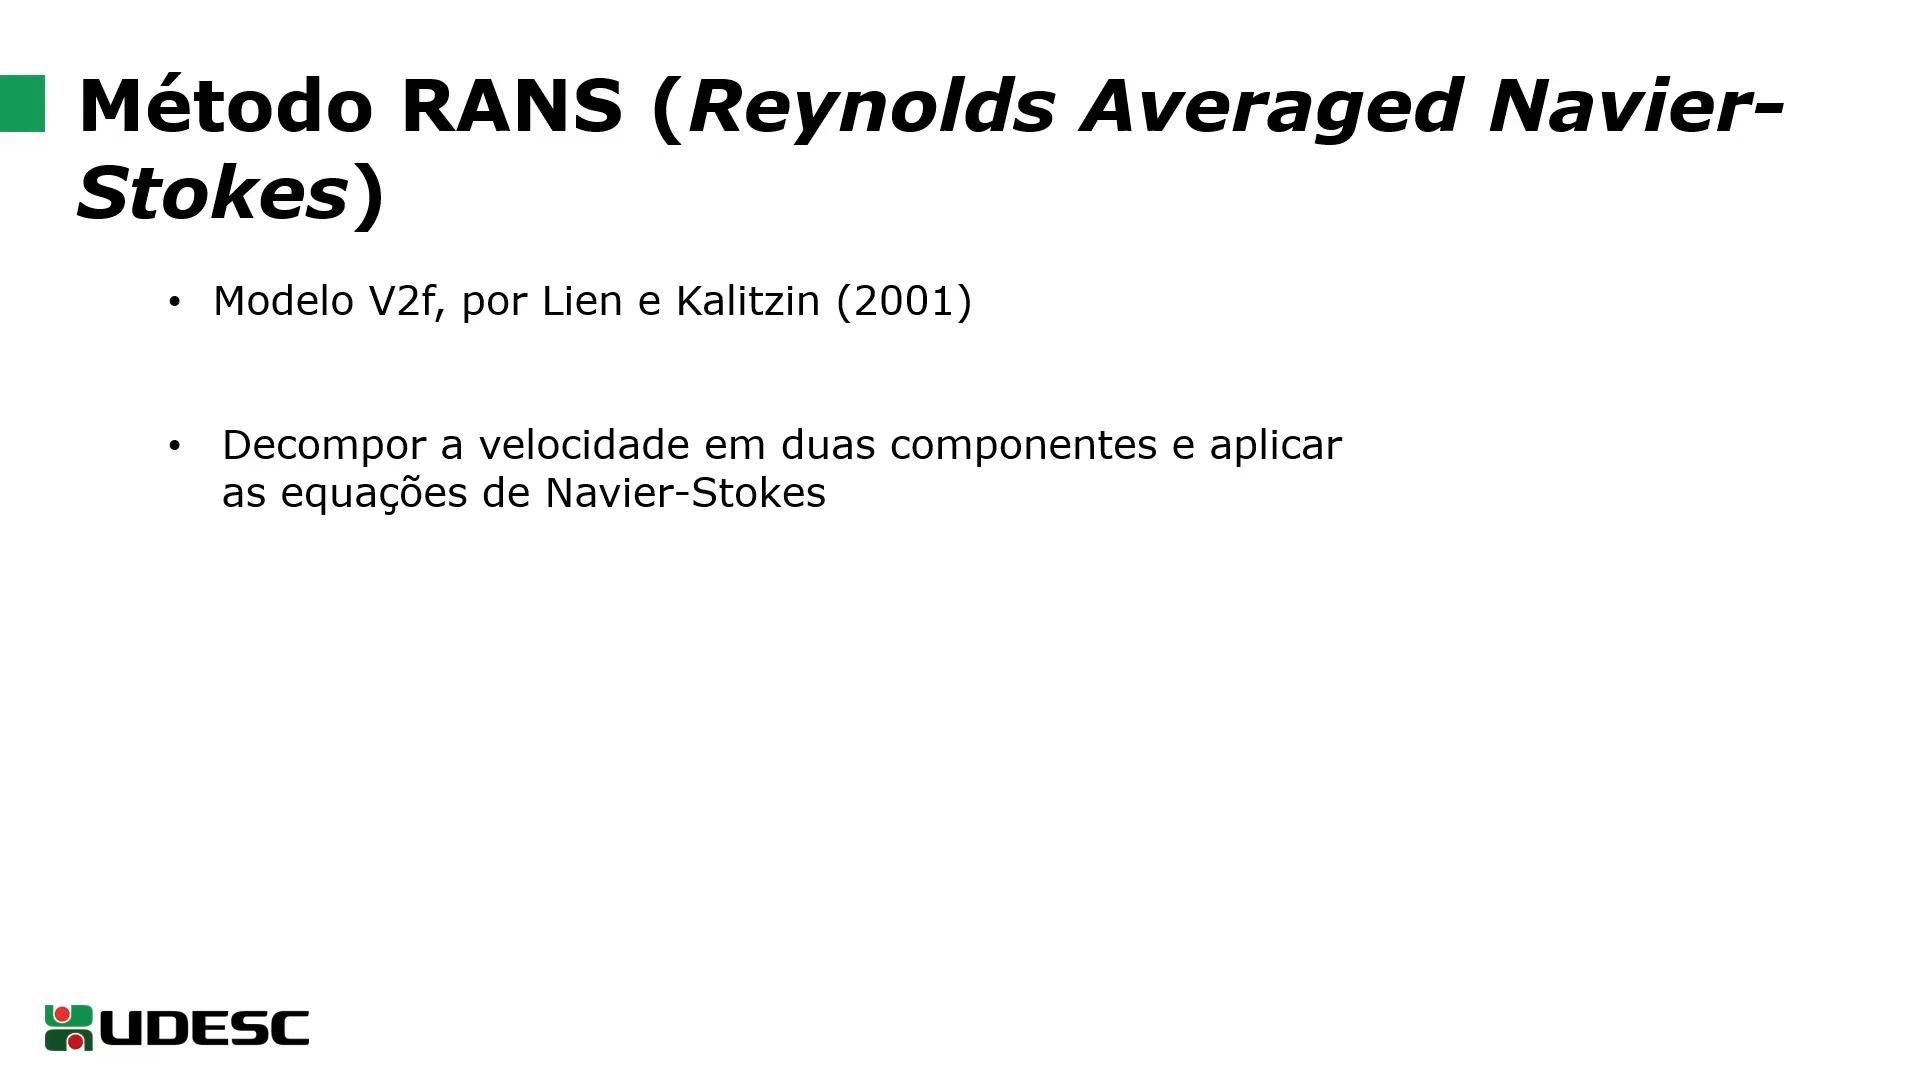 Método RANS (Reynolds Averaged Navier-
Stokes)
• Modelo V2f, por Lien e Kalitzin (2001)
• Decompor a velocidade em duas componentes e aplicar
as equações de Navier-Stokes
UDESC